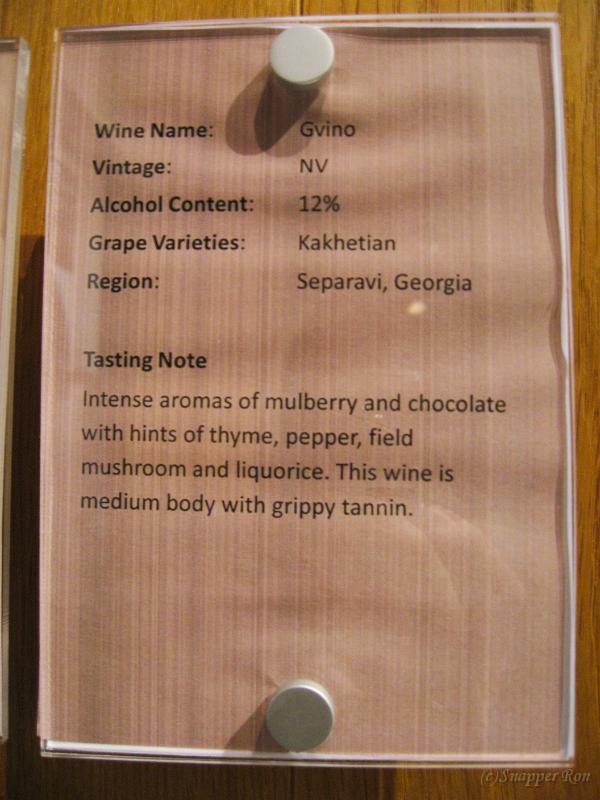 Wine Name: Gvino
Vintage: NV
Alcohol Content: 12%
Grape Varieties: Kakhetian
Region: Separavi, Georgia
Tasting Note
Intense aromas of mulberry and chocolate
with hints of thyme, pepper, field
mushroom and liquorice. This wine is
medium body with grippy tannin.
(c)Snapper Ron